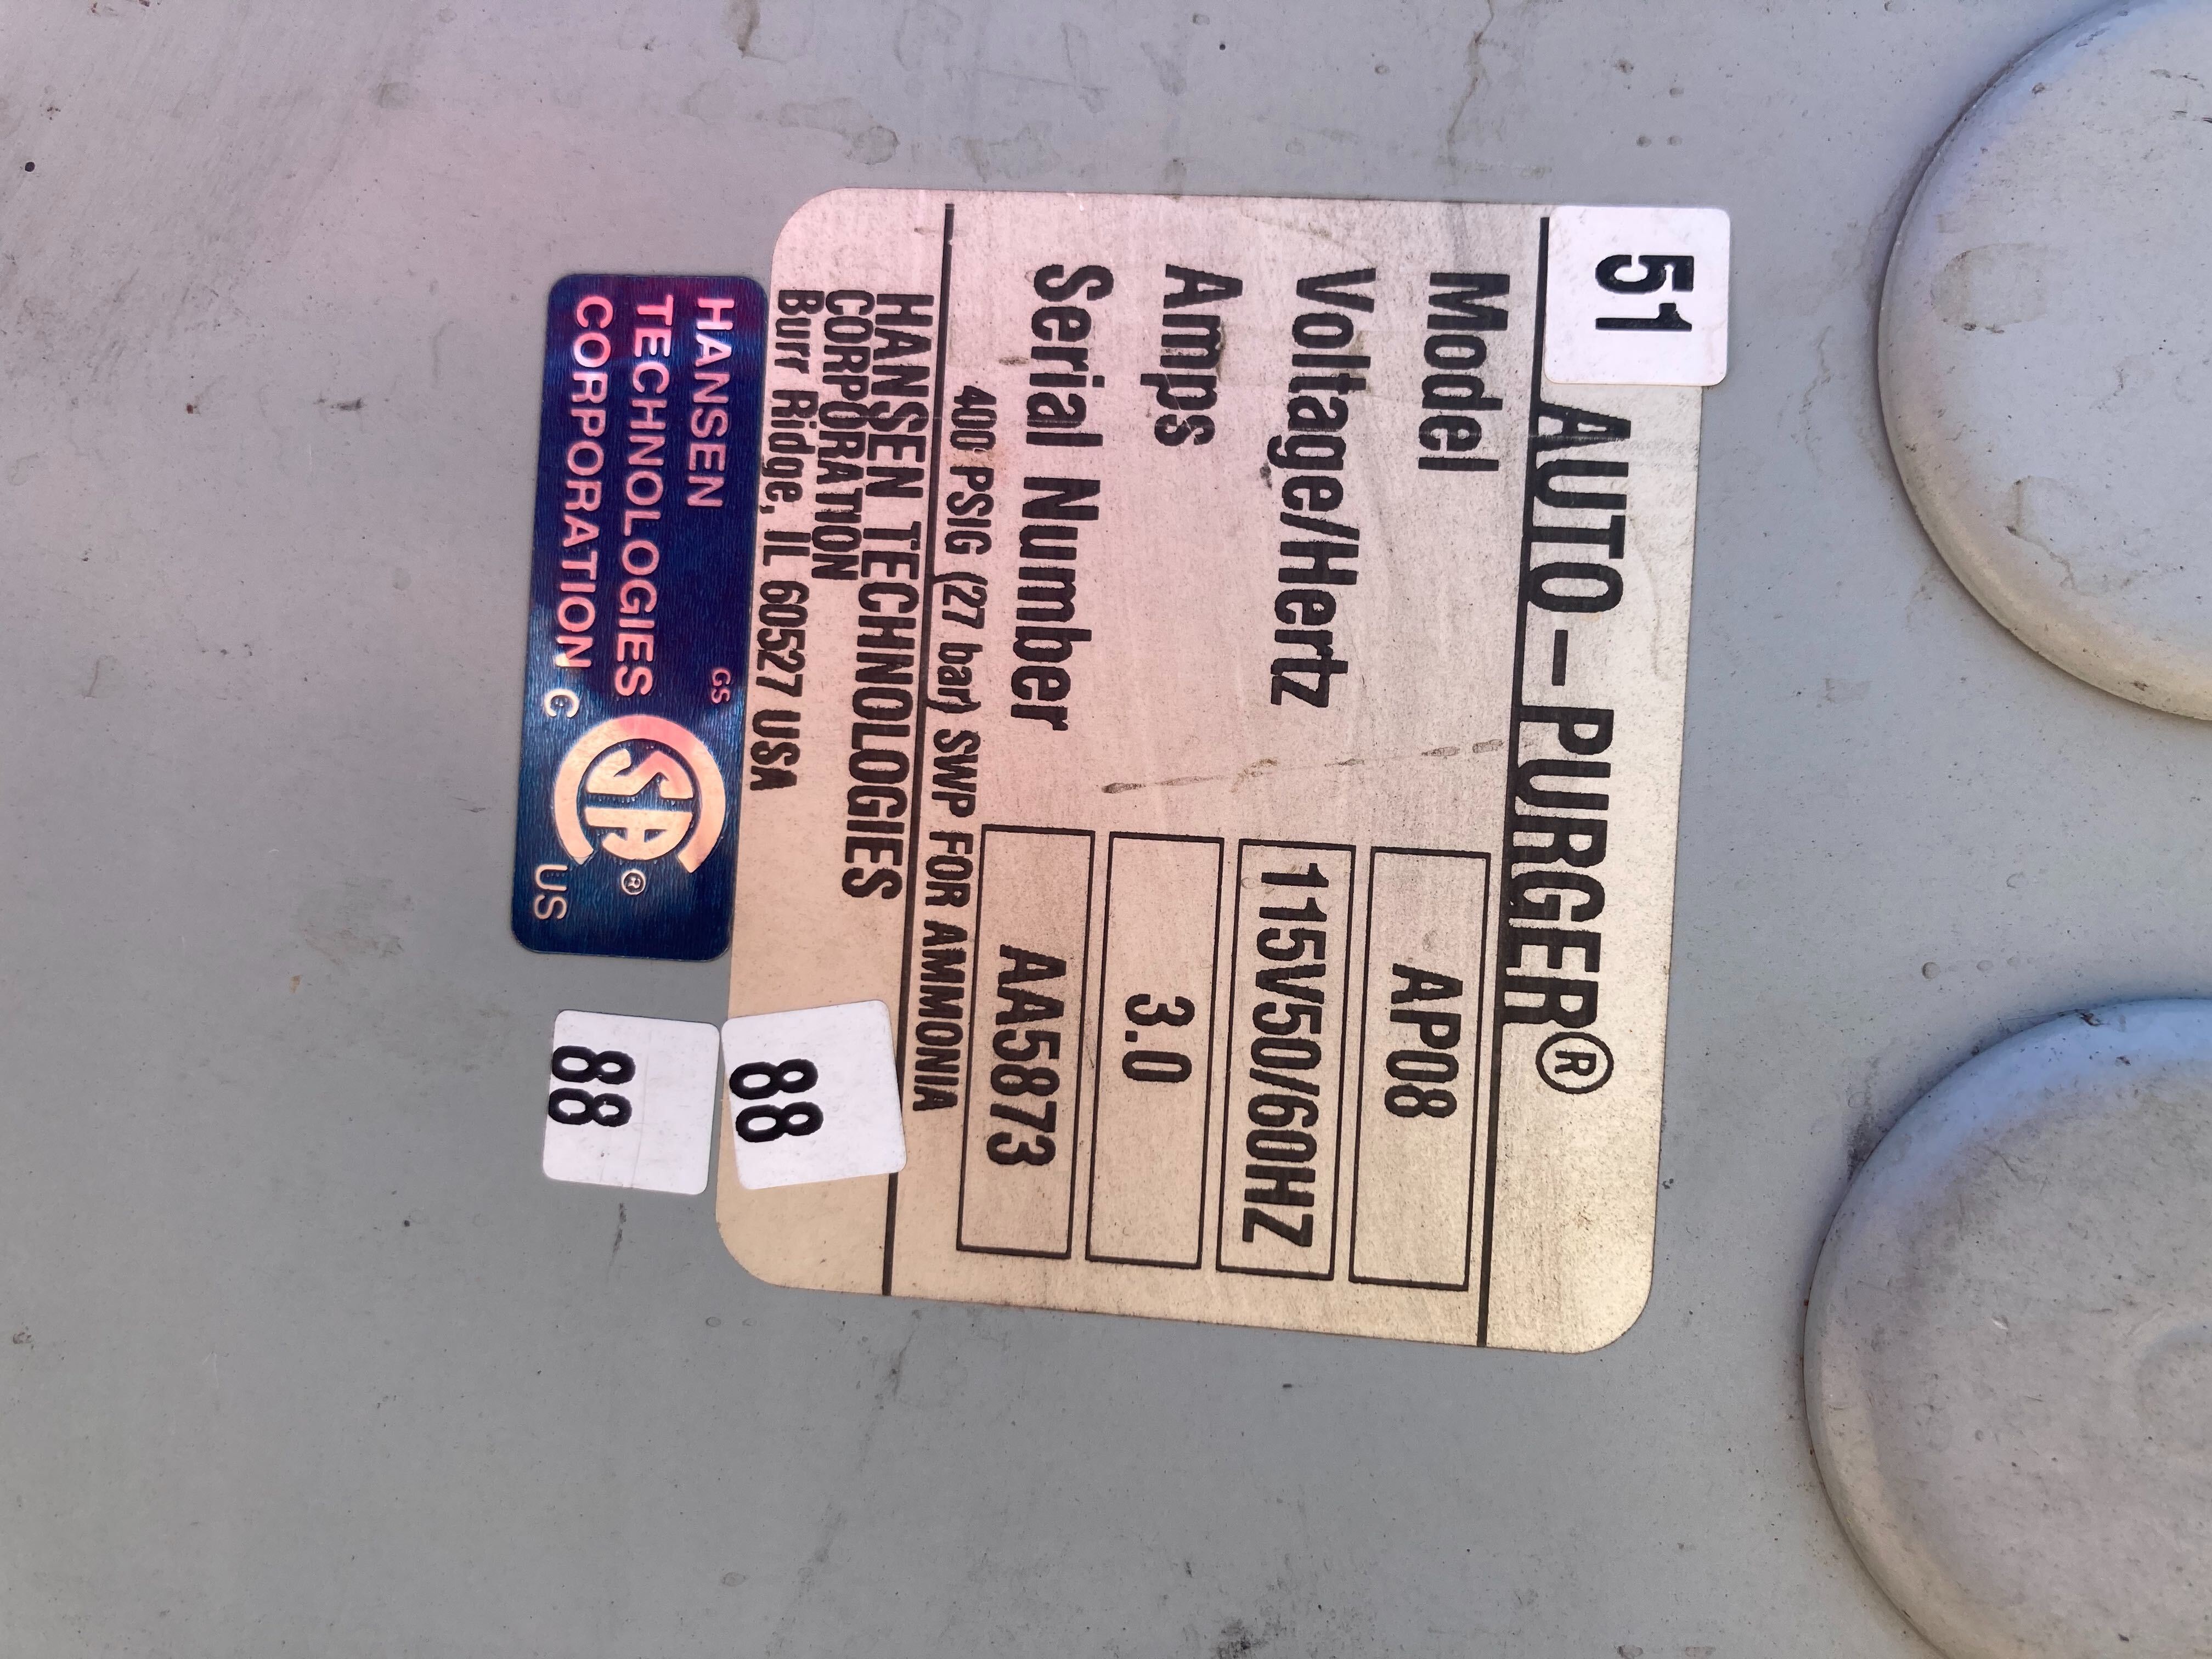 51
AUTO-PURGER®
Model AP08
Voltage/Hertz 115V50/60HZ
Amps 3.0
Serial Number AA5873
400 PSIG (27 bar) SWP FOR AMMONIA
HANSEN TECHNOLOGIES
CORPORATION
Burr Ridge, IL 60527 USA
88
HANSEN
TECHNOLOGIES
CORPORATION
GS
C SA ® US
88